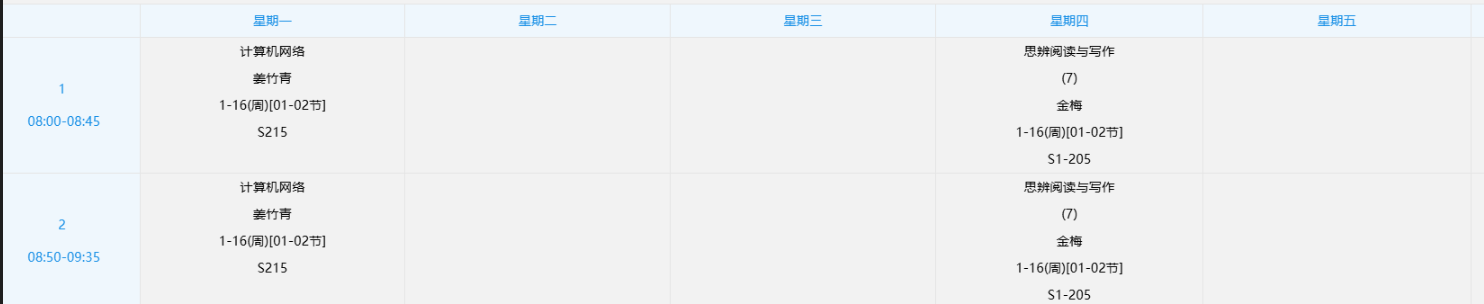 星期一
星期二
星期三
星期四
星期五
1
08:00-08:45
计算机网络
姜竹青
1-16(周)[01-02节]
S215
思辨阅读与写作
(7)
金梅
1-16(周)[01-02节]
S1-205
2
08:50-09:35
计算机网络
姜竹青
1-16(周)[01-02节]
S215
思辨阅读与写作
(7)
金梅
1-16(周)[01-02节]
S1-205